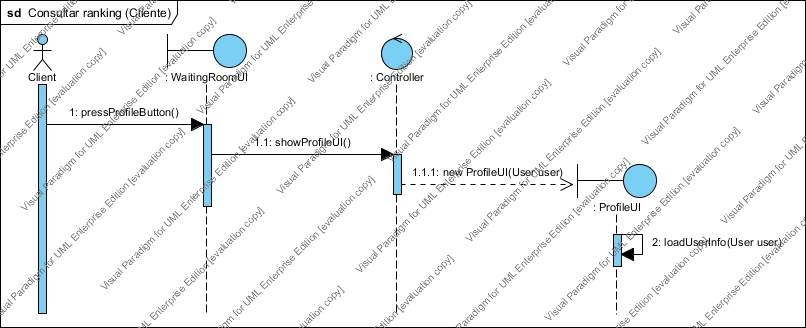 sd Consultar ranking (Cliente)
Client
: WaitingRoomUI
: Controller
1: pressProfileButton()
1.1: showProfileUI()
1.1.1: new ProfileUI(User user)
: ProfileUI
2: loadUserInfo(User user)
Visual Paradigm for UML Enterprise Edition [evaluation copy]